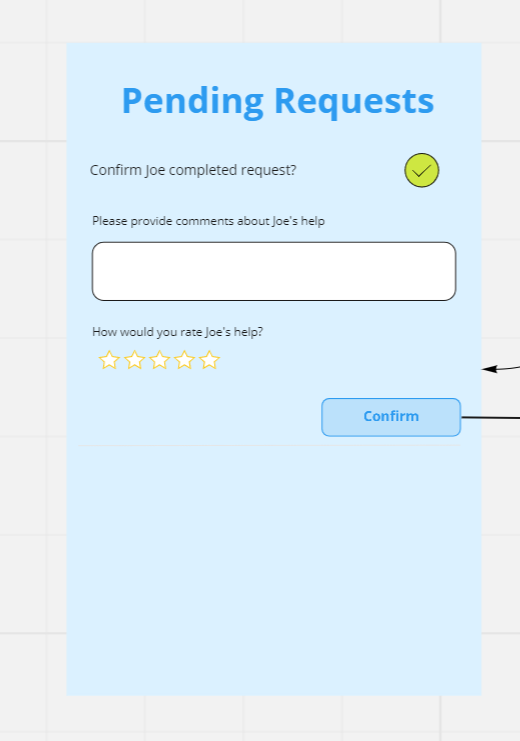 Pending Requests
Confirm Joe completed request?
Please provide comments about Joe's help
How would you rate Joe's help?
Confirm